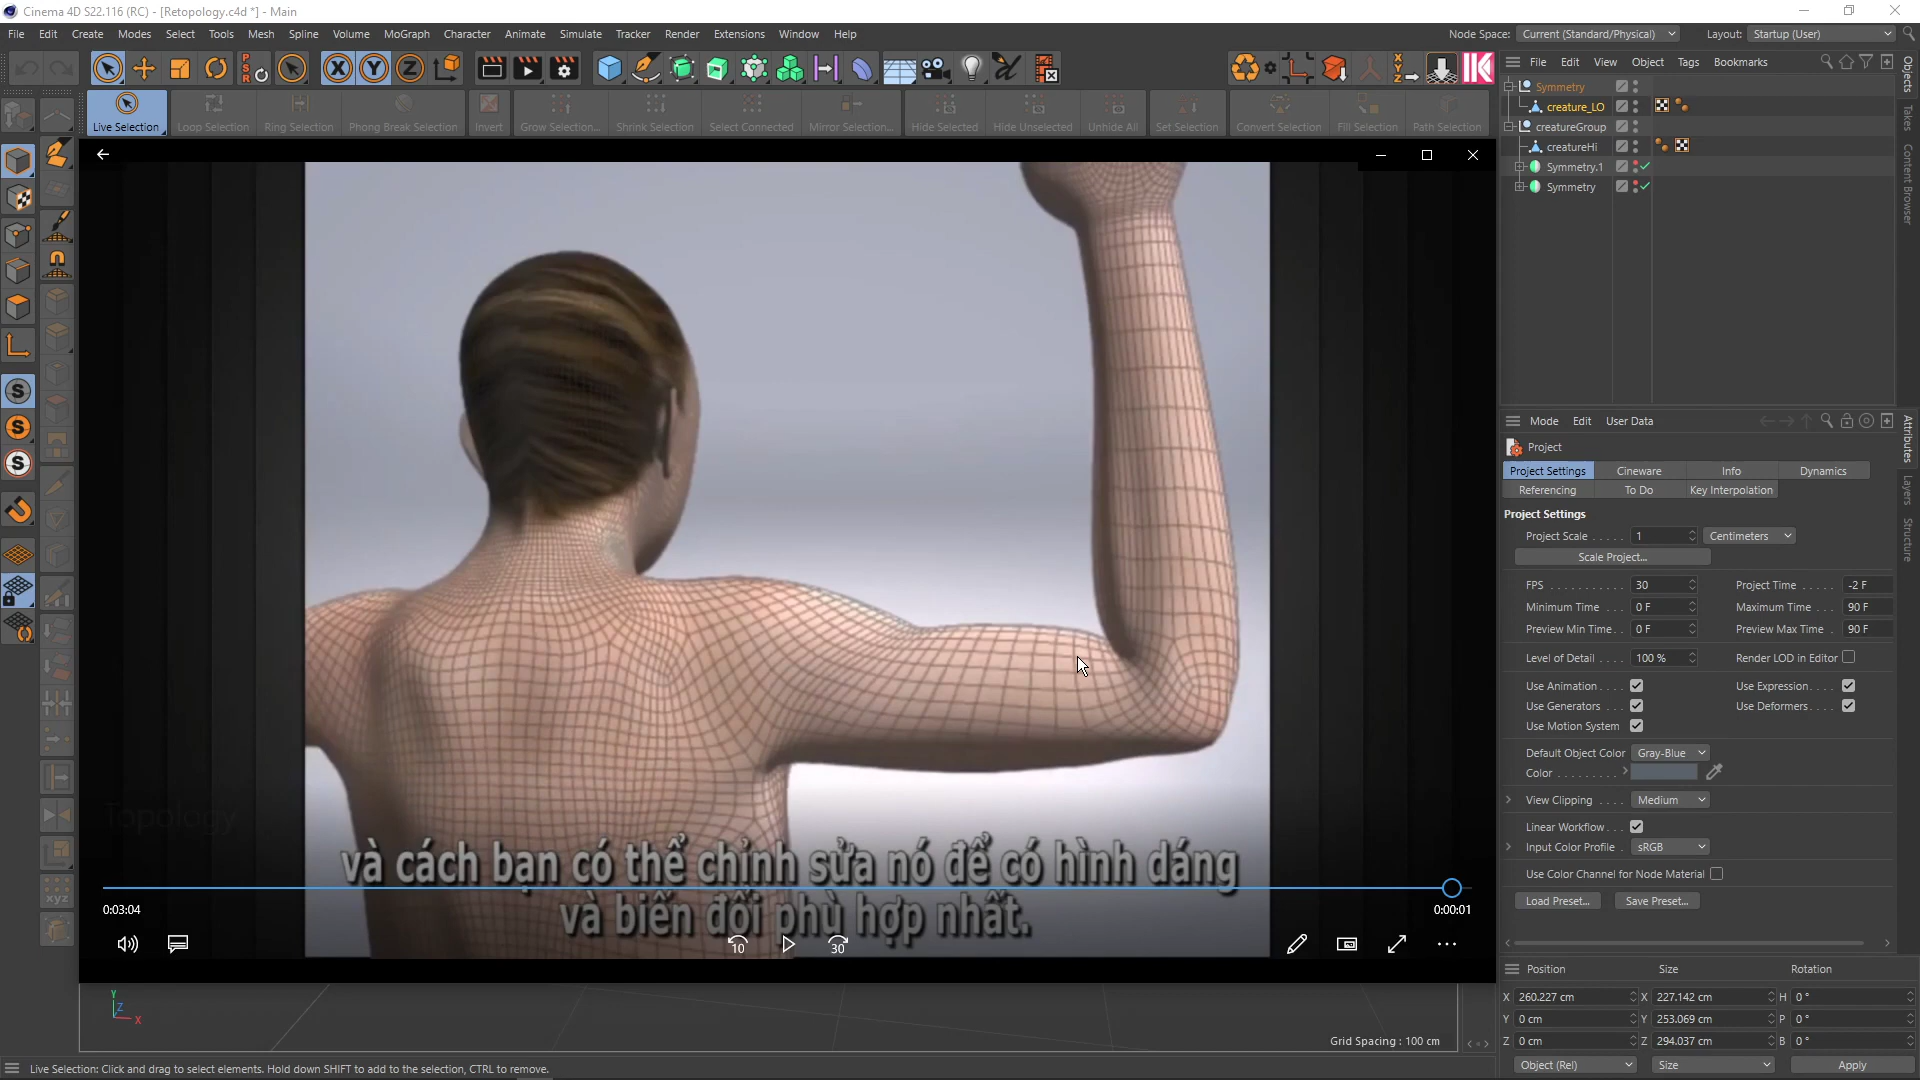 Cinema 4D S22.116 (RC) - [Retopology.c4d *] - Main
File Edit Create Modes Select Tools Mesh Spline Volume MoGraph Character Animate Simulate Tracker Render Extensions Window Help
Node Space: Current (Standard/Physical) Layout: Startup (User)
PSR X Y Z XYZ
File Edit View Object Tags Bookmarks
Live Selection Loop Selection Ring Selection Phong Break Selection Invert Grow Selection... Shrink Selection Select Connected Mirror Selection... Hide Selected Hide Unselected Unhide All Set Selection Convert Selection Fill Selection Path Selection
Symmetry
creature_LO
creatureGroup
creatureHi
Symmetry.1
Symmetry
Objects
Takes
Content Browser
Mode Edit User Data
Project
Project Settings Cineware Info Dynamics
Referencing To Do Key Interpolation
Attributes
Layers
Structure
Project Settings
Project Scale ..... 1 Centimeters
Scale Project...
FPS ........... 30 Project Time ..... -2 F
Minimum Time ... 0 F Maximum Time ... 90 F
Preview Min Time. . 0 F Preview Max Time . 90 F
Level of Detail .... 100 % Render LOD in Editor
Use Animation.... Use Expression....
Use Generators ... Use Deformers....
Use Motion System
Default Object Color Gray-Blue
Color .........
View Clipping .... Medium
Linear Workflow...
Input Color Profile . sRGB
Use Color Channel for Node Material
Load Preset... Save Preset...
S
S
S
xyz
Topology
và cách bạn có thể chỉnh sửa nó để có hình dáng
và biến đổi phù hợp nhất.
0:03:04 0:00:01
10 30
Y Z X
Grid Spacing : 100 cm
Position Size Rotation
X 260.227 cm X 227.142 cm H 0 °
Y 0 cm Y 253.069 cm P 0 °
Z 0 cm Z 294.037 cm B 0 °
Object (Rel) Size Apply
Live Selection: Click and drag to select elements. Hold down SHIFT to add to the selection, CTRL to remove.